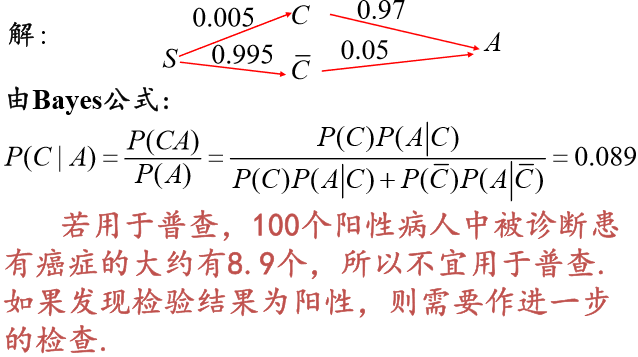 解：
0.005 C 0.97
S 0.995 C̅ 0.05 A
由Bayes公式：
P(C | A) = P(CA) / P(A) = P(C)P(A|C) / (P(C)P(A|C) + P(C̅)P(A|C̅)) = 0.089
若用于普查，100个阳性病人中被诊断患
有癌症的大约有8.9个，所以不宜用于普查.
如果发现检验结果为阳性，则需要作进一步
的检查.